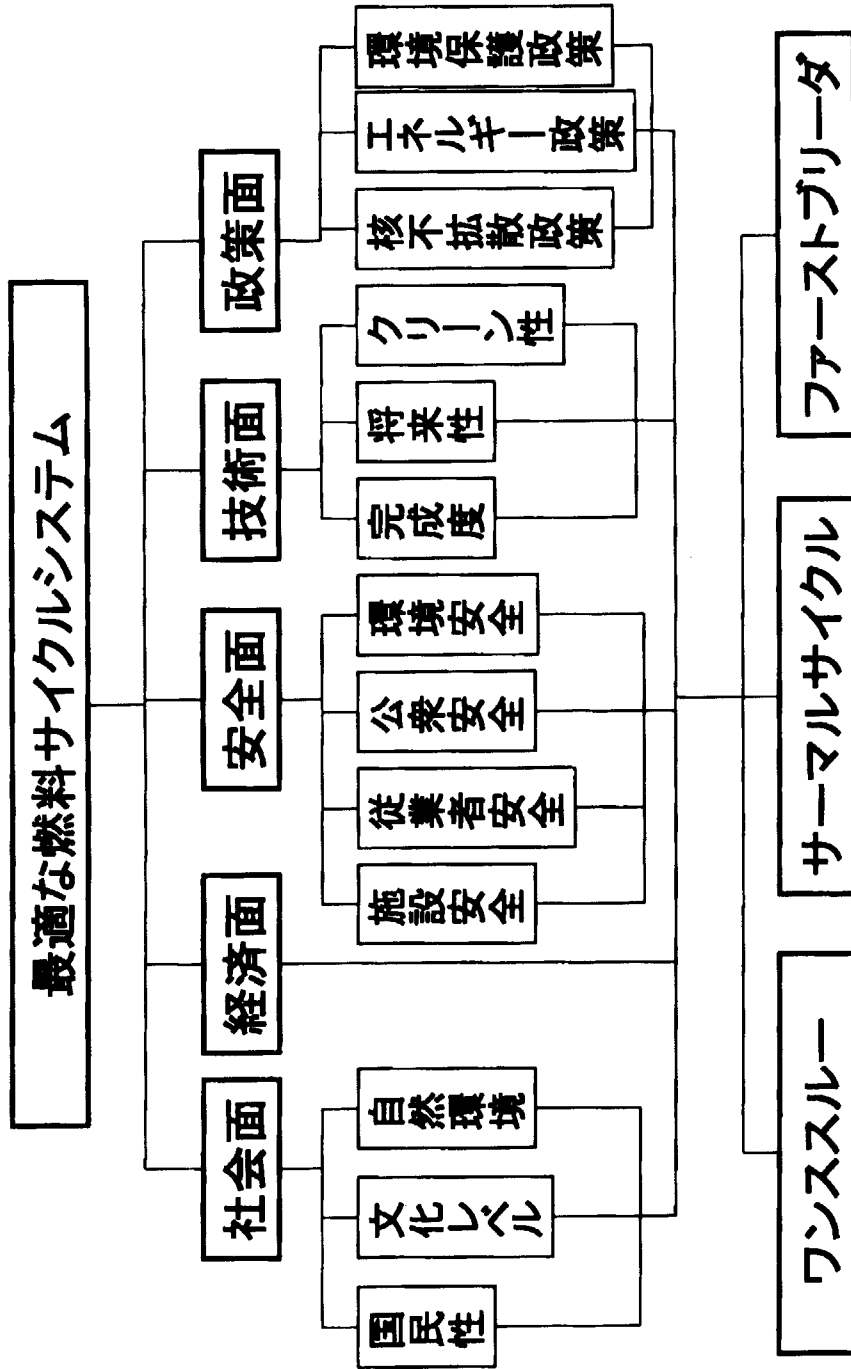 最適な燃料サイクルシステム
社会面
経済面
安全面
技術面
政策面
国民性
文化レベル
自然環境
施設安全
従業者安全
公衆安全
環境安全
完成度
将来性
クリーン性
核不拡散政策
エネルギー政策
環境保護政策
ワンススルー
サーマルサイクル
ファーストブリーダ